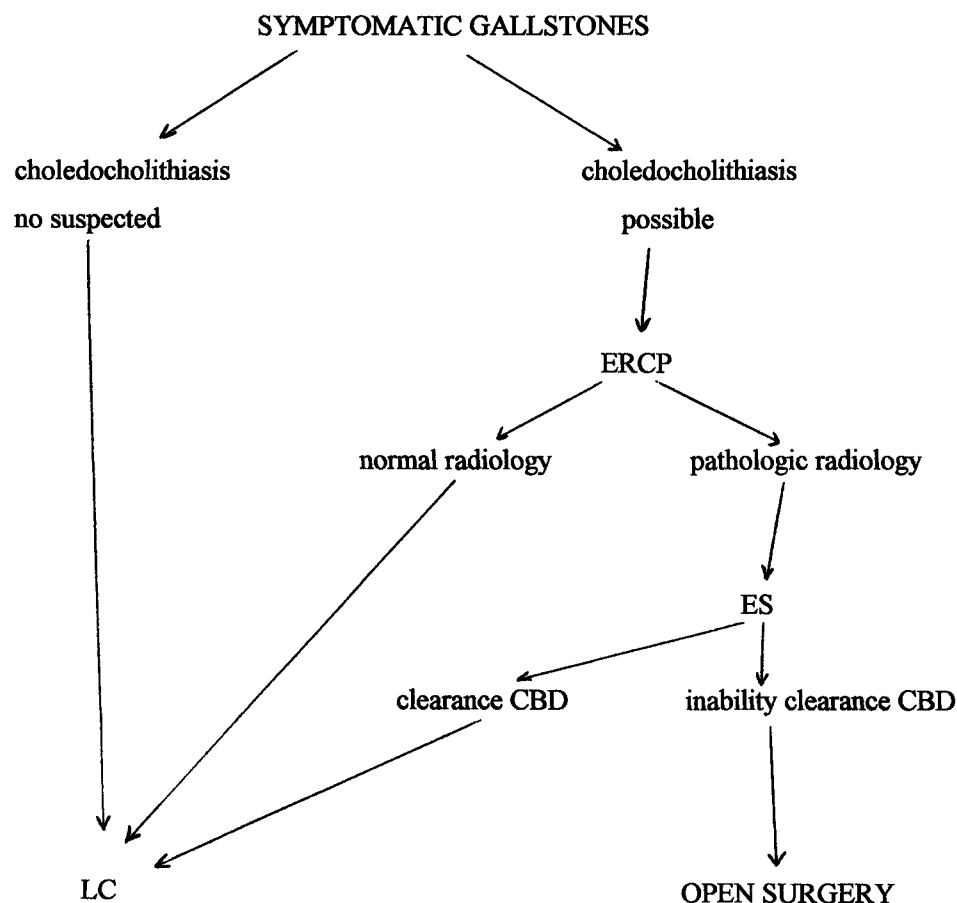 SYMPTOMATIC GALLSTONES
choledocholithiasis
no suspected
choledocholithiasis
possible
ERCP
normal radiology
pathologic radiology
ES
clearance CBD
inability clearance CBD
LC
OPEN SURGERY